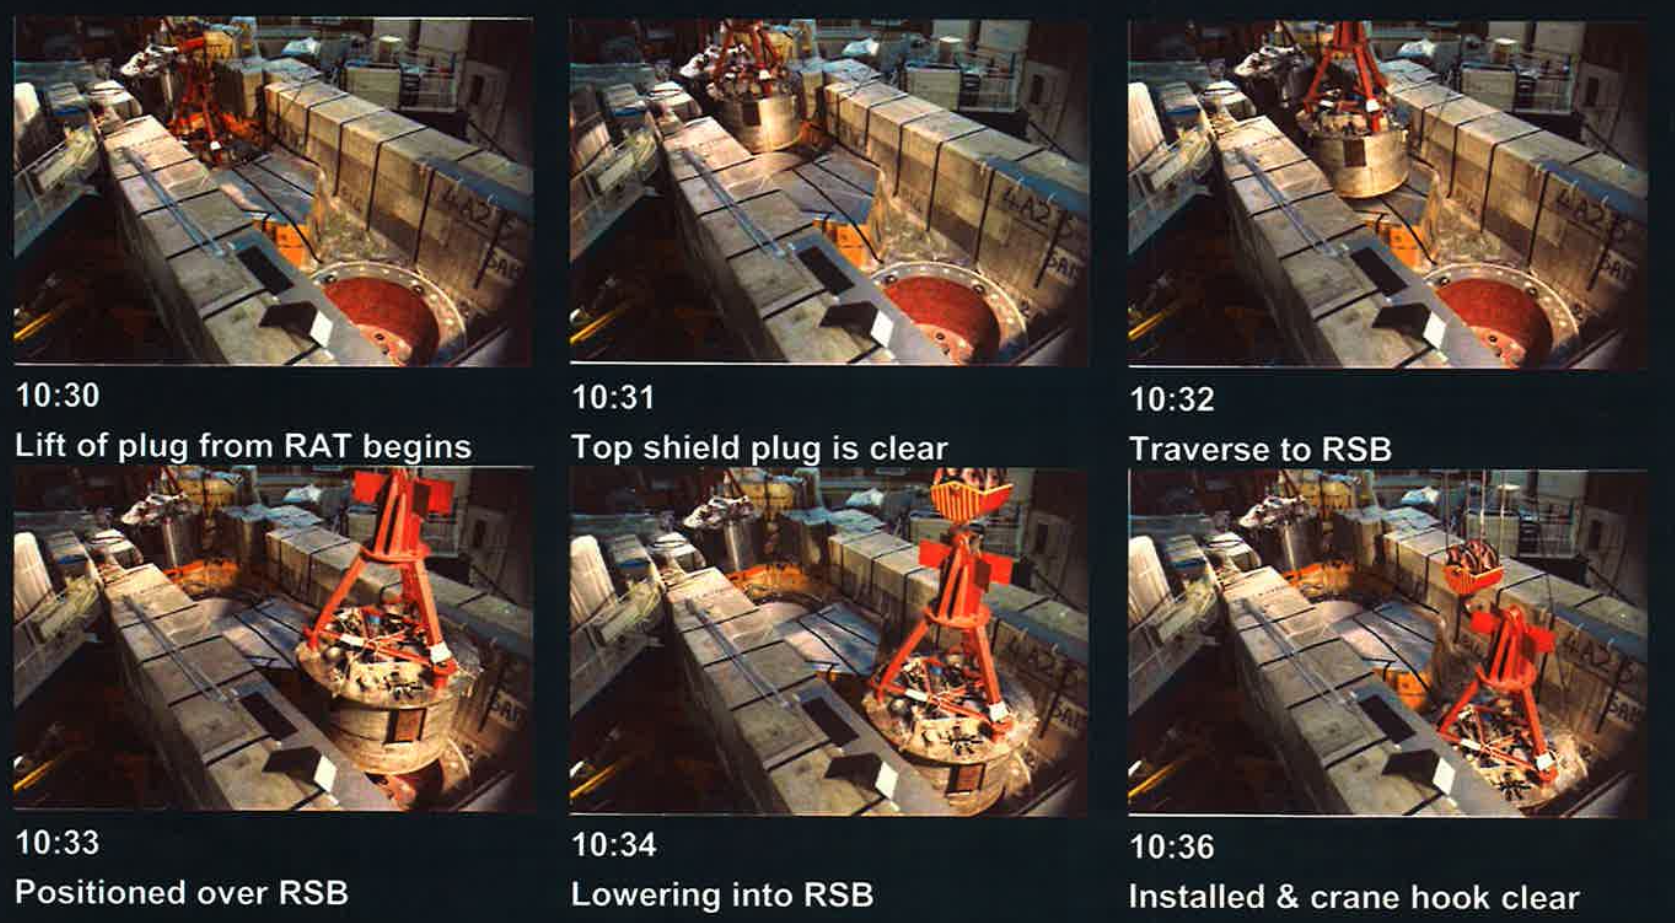 10:30
Lift of plug from RAT begins
10:31
Top shield plug is clear
10:32
Traverse to RSB
10:33
Positioned over RSB
10:34
Lowering into RSB
10:36
Installed & crane hook clear